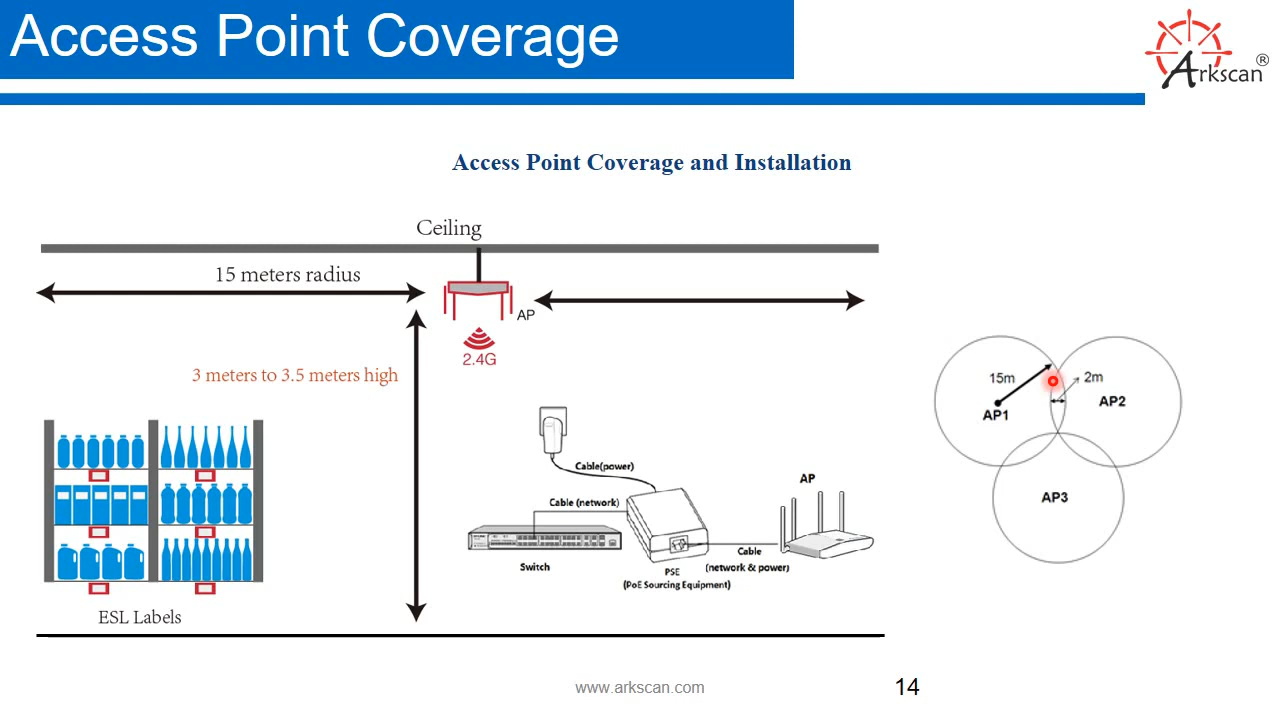 Access Point Coverage
Arkscan®
Access Point Coverage and Installation
Ceiling
15 meters radius
AP
2.4G
3 meters to 3.5 meters high
15m
2m
AP1
AP2
AP3
Cable(power)
Cable (network)
AP
Switch
PSE
(PoE Sourcing Equipment)
Cable
(network & power)
ESL Labels
www.arkscan.com
14